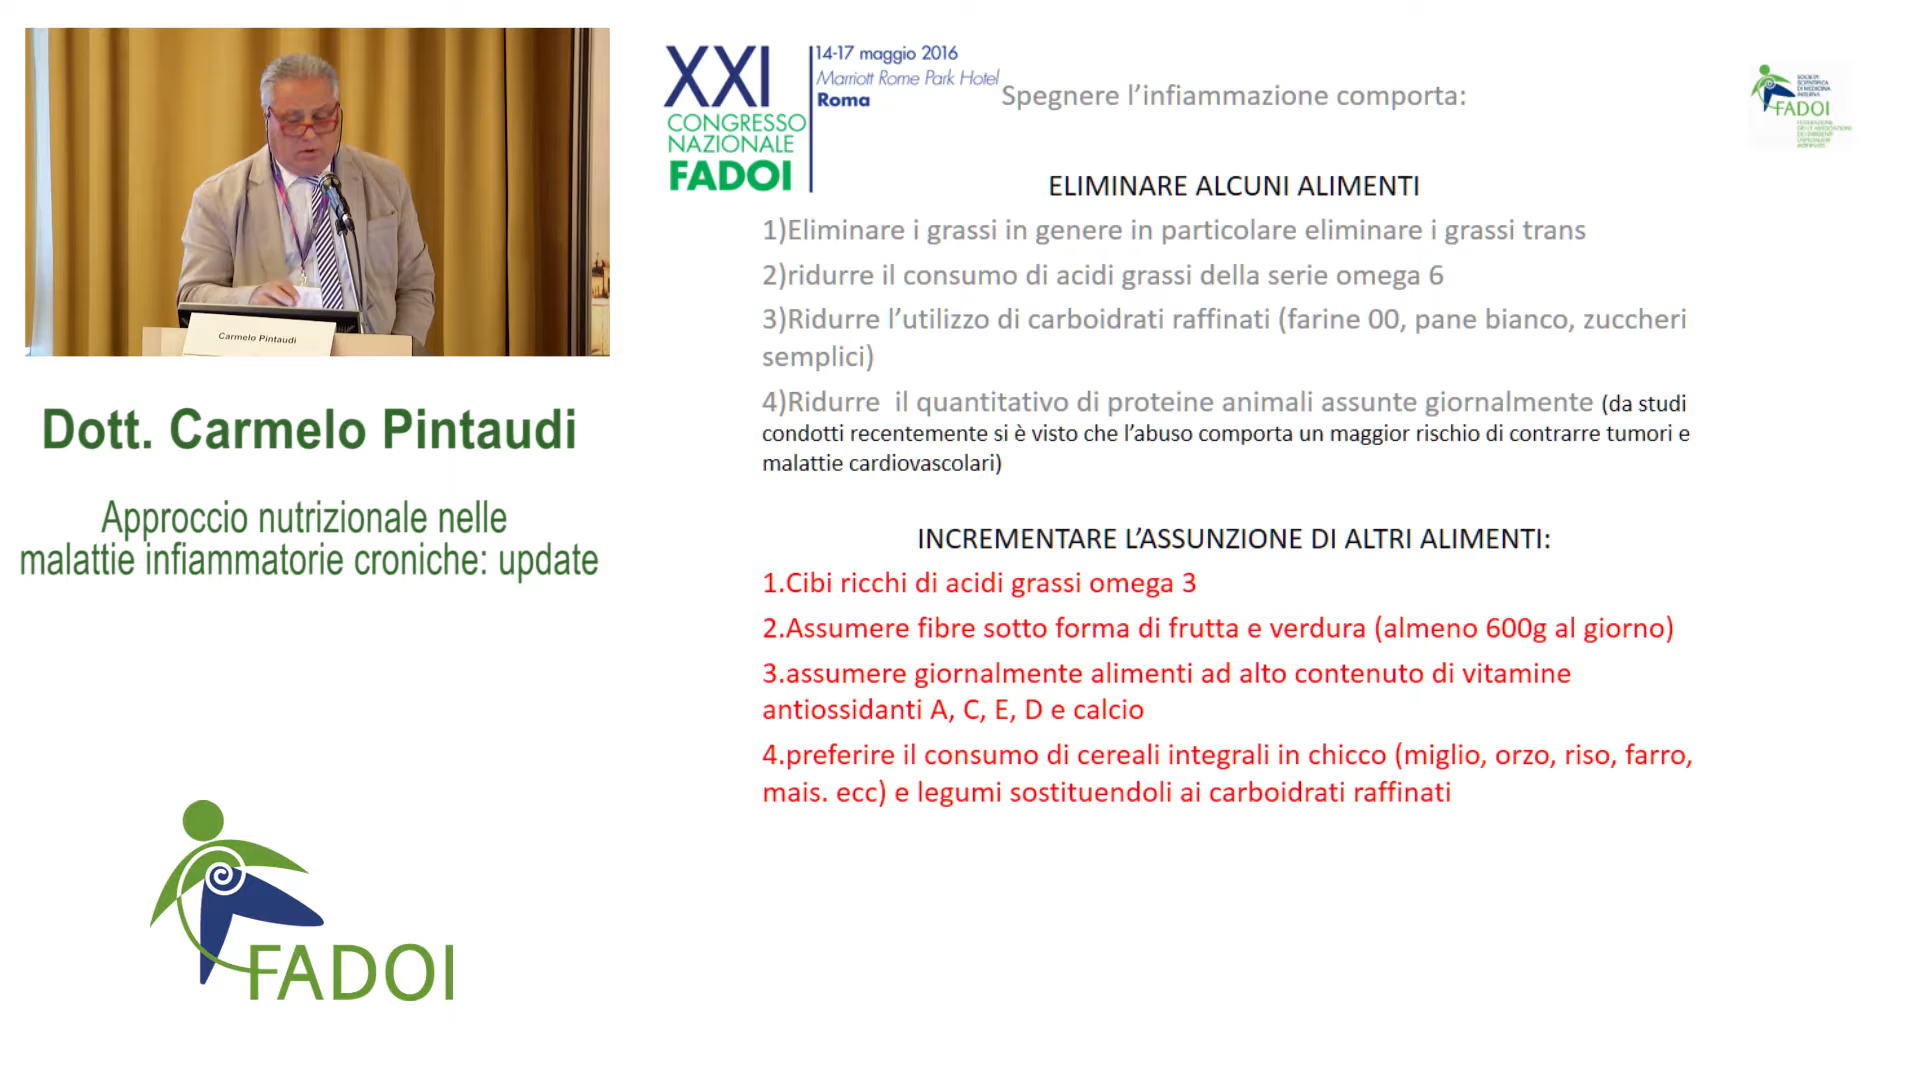 Carmelo Pintaudi
Dott. Carmelo Pintaudi
Approccio nutrizionale nelle
malattie infiammatorie croniche: update
FADOI
XXI
CONGRESSO
NAZIONALE
FADOI
14-17 maggio 2016
Marriott Rome Park Hotel
Roma
Spegnere l’infiammazione comporta:
FADOI
ELIMINARE ALCUNI ALIMENTI
1)Eliminare i grassi in genere in particolare eliminare i grassi trans
2)ridurre il consumo di acidi grassi della serie omega 6
3)Ridurre l’utilizzo di carboidrati raffinati (farine 00, pane bianco, zuccheri
semplici)
4)Ridurre il quantitativo di proteine animali assunte giornalmente (da studi
condotti recentemente si è visto che l’abuso comporta un maggior rischio di contrarre tumori e
malattie cardiovascolari)
INCREMENTARE L’ASSUNZIONE DI ALTRI ALIMENTI:
1.Cibi ricchi di acidi grassi omega 3
2.Assumere fibre sotto forma di frutta e verdura (almeno 600g al giorno)
3.assumere giornalmente alimenti ad alto contenuto di vitamine
antiossidanti A, C, E, D e calcio
4.preferire il consumo di cereali integrali in chicco (miglio, orzo, riso, farro,
mais. ecc) e legumi sostituendoli ai carboidrati raffinati